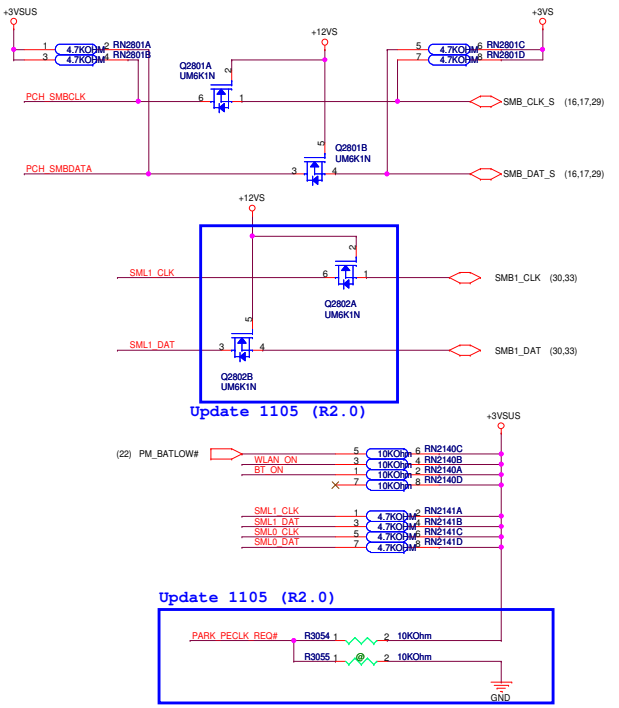 +3VSUS +3VS
+12VS
1 4.7KOHM 2 RN2801A 5 4.7KOHM 6 RN2801C
3 4.7KOHM 4 RN2801B 7 4.7KOHM 8 RN2801D
Q2801A
UM6K1N
2
PCH_SMBCLK 6 1 SMB_CLK_S (16,17,29)
5
Q2801B
UM6K1N
PCH_SMBDATA 3 4 SMB_DAT_S (16,17,29)
+12VS
2
SML1_CLK 6 1 SMB1_CLK (30,33)
Q2802A
UM6K1N
5
SML1_DAT 3 4 SMB1_DAT (30,33)
Q2802B
UM6K1N
Update 1105 (R2.0)
+3VSUS
(22) PM_BATLOW# 5 10KOhm 6 RN2140C
WLAN_ON 3 10KOhm 4 RN2140B
BT_ON 1 10KOhm 2 RN2140A
7 10KOhm 8 RN2140D
SML1_CLK 1 4.7KOHM 2 RN2141A
SML1_DAT 3 4.7KOHM 4 RN2141B
SML0_CLK 5 4.7KOHM 6 RN2141C
SML0_DAT 7 4.7KOHM 8 RN2141D
Update 1105 (R2.0)
PARK_PECLK_REQ# R3054 1 2 10KOhm
R3055 1 @ 2 10KOhm
GND